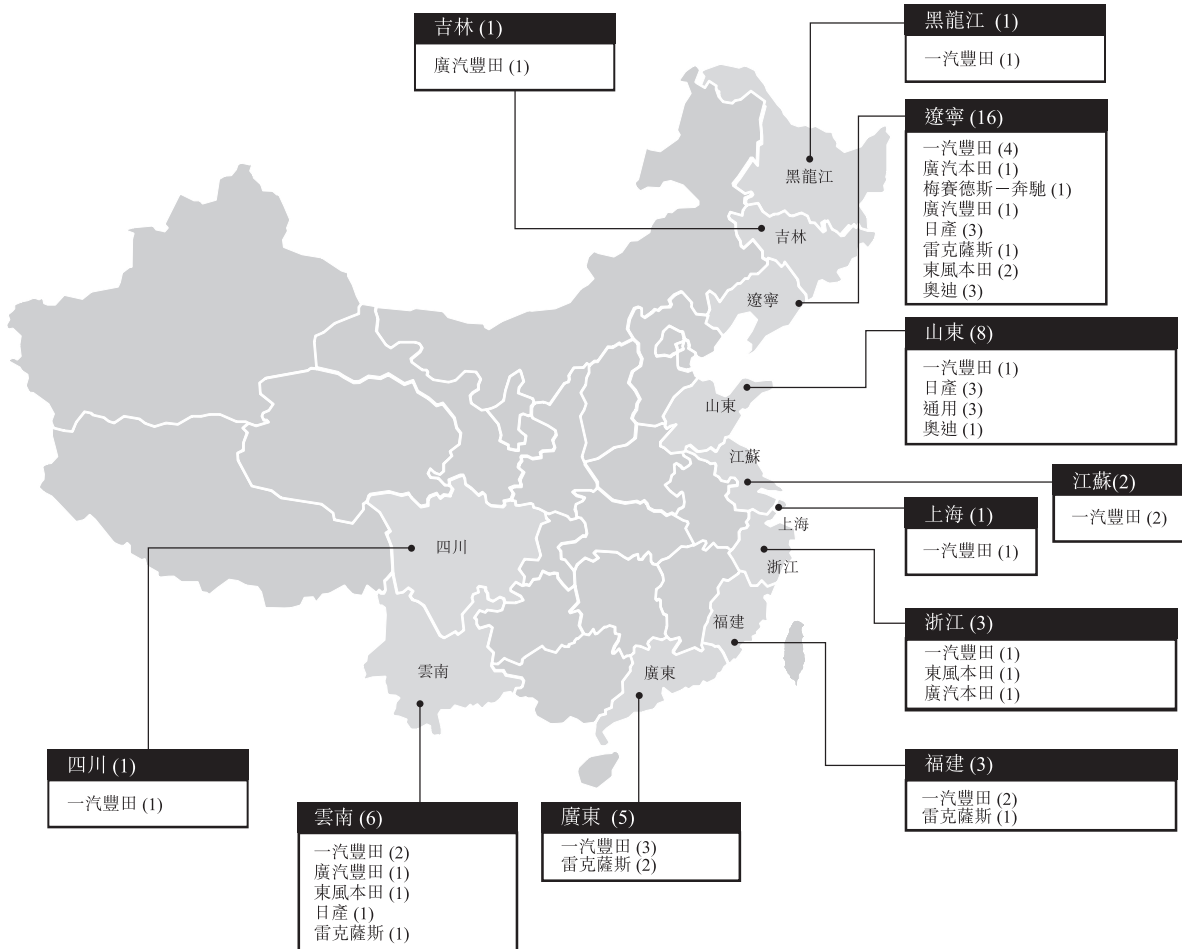 吉林 (1)
廣汽豐田 (1)
黑龍江 (1)
一汽豐田 (1)
遼寧 (16)
一汽豐田 (4)
廣汽本田 (1)
梅賽德斯－奔馳 (1)
廣汽豐田 (1)
日產 (3)
雷克薩斯 (1)
東風本田 (2)
奧迪 (3)
山東 (8)
一汽豐田 (1)
日產 (3)
通用 (3)
奧迪 (1)
江蘇(2)
一汽豐田 (2)
上海 (1)
一汽豐田 (1)
浙江 (3)
一汽豐田 (1)
東風本田 (1)
廣汽本田 (1)
福建 (3)
一汽豐田 (2)
雷克薩斯 (1)
黑龍江
吉林
遼寧
山東
江蘇
上海
四川
浙江
福建
雲南
廣東
四川 (1)
一汽豐田 (1)
雲南 (6)
一汽豐田 (2)
廣汽豐田 (1)
東風本田 (1)
日產 (1)
雷克薩斯 (1)
廣東 (5)
一汽豐田 (3)
雷克薩斯 (2)